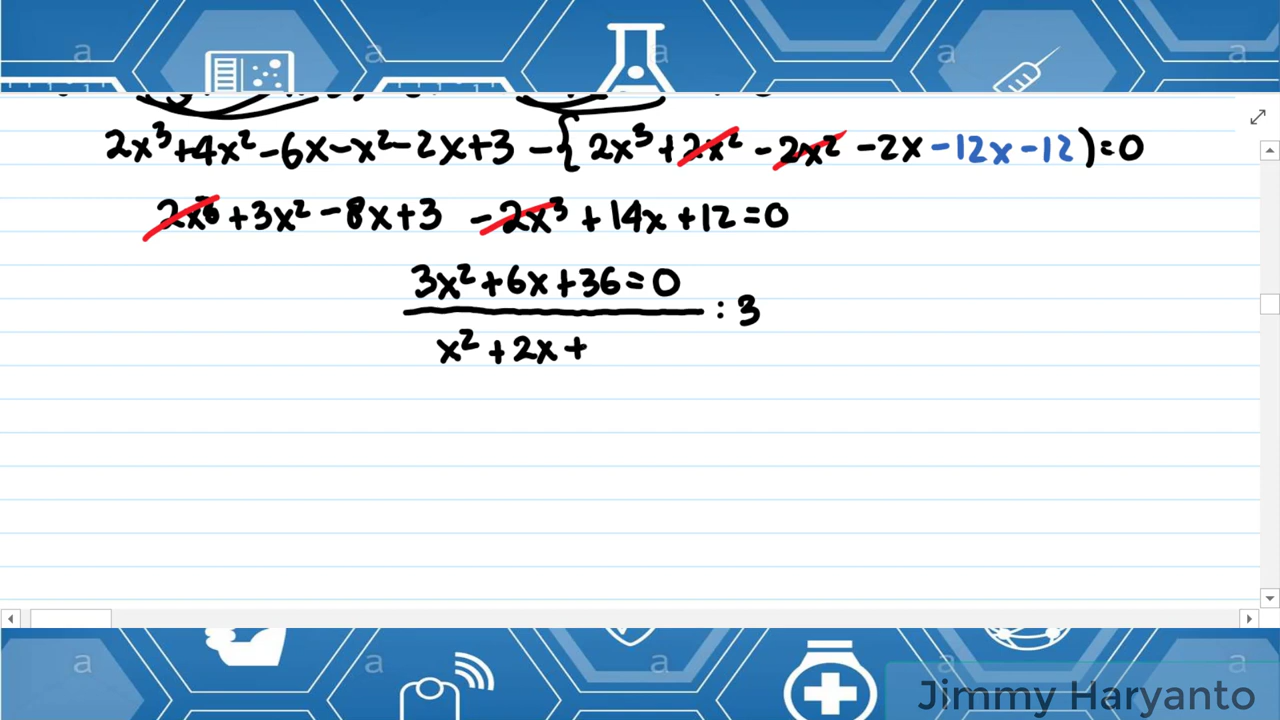 2x³+4x²-6x-x²-2x+3 -{2x³+2x²-2x²-2x-12x-12)=0
2x³+3x²-8x+3 -2x³+14x+12=0
3x²+6x+36=0
:3
x²+2x+
Jimmy Haryanto